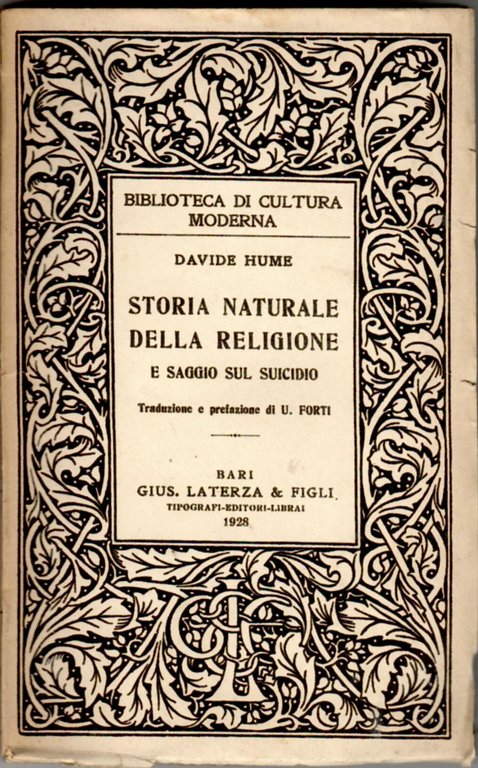 BIBLIOTECA DI CULTURA
MODERNA
DAVIDE HUME
STORIA NATURALE
DELLA RELIGIONE
E SAGGIO SUL SUICIDIO
Traduzione e prefazione di U. FORTI
BARI
GIUS. LATERZA & FIGLI
TIPOGRAFI-EDITORI-LIBRAI
1928